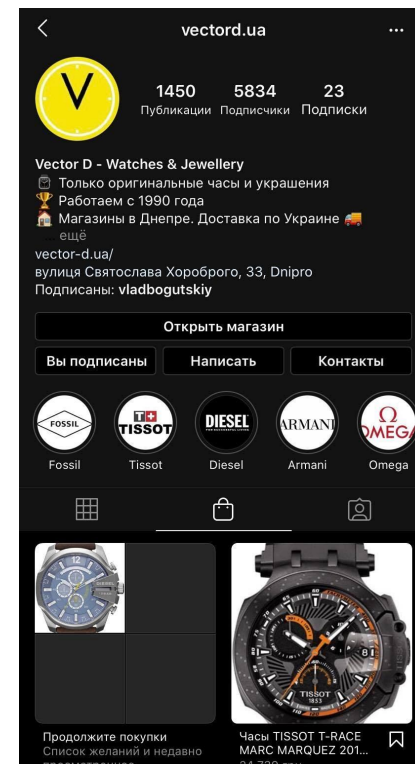 vectord.ua
V
1450 5834 23
Публикации Подписчики Подписки
Vector D - Watches & Jewellery
Только оригинальные часы и украшения
Работаем с 1990 года
Магазины в Днепре. Доставка по Украине
ещё
vector-d.ua/
вулиця Святослава Хороброго, 33, Dnipro
Подписаны: vladbogutskiy
Открыть магазин
Вы подписаны Написать Контакты
FOSSIL TISSOT DIESEL ARMANI OMEGA
Fossil Tissot Diesel Armani Omega
TISSOT
1853
Продолжите покупки
Список желаний и недавно
Часы TISSOT T-RACE
MARC MARQUEZ 201...